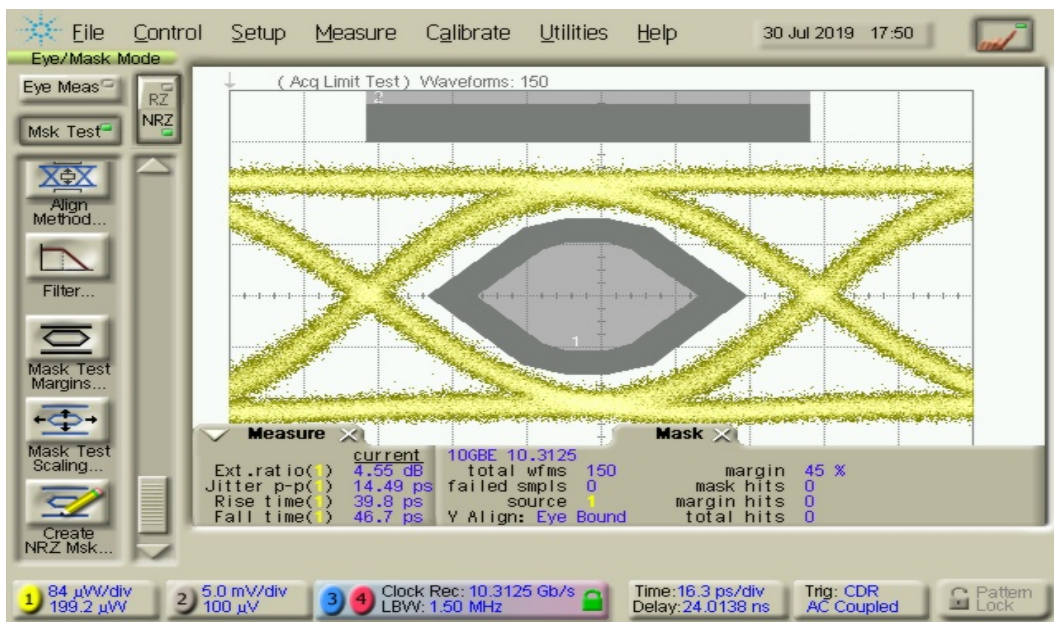 File Control Setup Measure Calibrate Utilities Help 30 Jul 2019 17:50
Eye/Mask Mode
Eye Meas
RZ
NRZ
Msk Test
(Acq Limit Test) Waveforms: 150
2
1
Align
Method...
Filter...
Mask Test
Margins...
Mask Test
Scaling...
Create
NRZ Msk...
Measure
current
Ext.ratio(1) 4.55 dB
Jitter p-p(1) 14.49 ps
Rise time(1) 39.8 ps
Fall time(1) 46.7 ps
Mask
10GBE 10.3125
total wfms 150 margin 45 %
failed smpls 0 mask hits 0
source 1 margin hits 0
Y Align: Eye Bound total hits 0
1 84 µW/div
199.2 µW
2 5.0 mV/div
100 µV
3 4 Clock Rec: 10.3125 Gb/s
LBW: 1.50 MHz
Time:16.3 ps/div
Delay:24.0138 ns
Trig: CDR
AC Coupled
Pattern
Lock